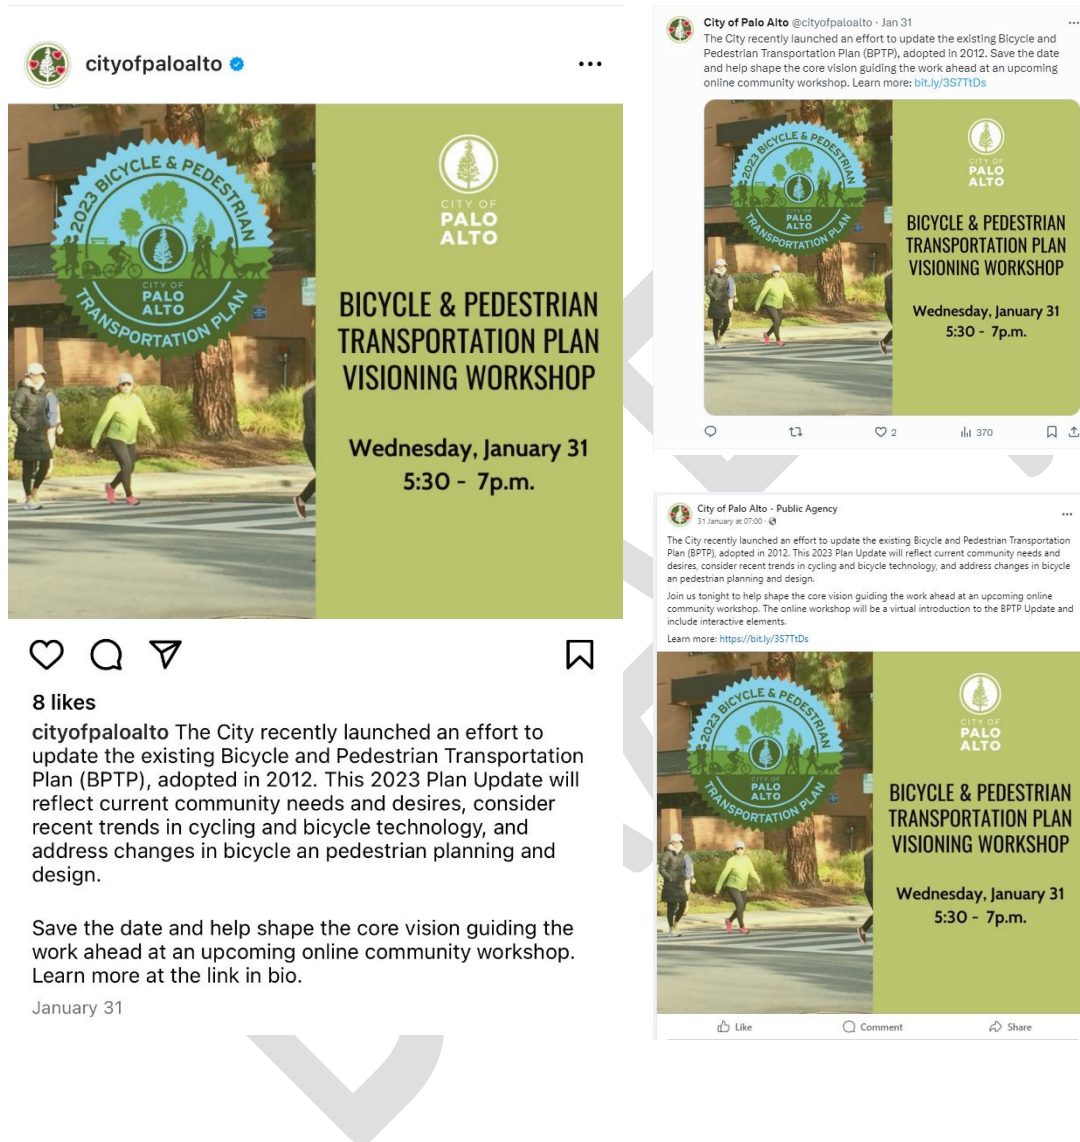 cityofpaloalto
2023 BICYCLE & PEDESTRIAN
TRANSPORTATION PLAN
CITY OF
PALO
ALTO
CITY OF
PALO
ALTO
BICYCLE & PEDESTRIAN
TRANSPORTATION PLAN
VISIONING WORKSHOP
Wednesday, January 31
5:30 - 7p.m.
8 likes
cityofpaloalto The City recently launched an effort to
update the existing Bicycle and Pedestrian Transportation
Plan (BPTP), adopted in 2012. This 2023 Plan Update will
reflect current community needs and desires, consider
recent trends in cycling and bicycle technology, and
address changes in bicycle an pedestrian planning and
design.
Save the date and help shape the core vision guiding the
work ahead at an upcoming online community workshop.
Learn more at the link in bio.
January 31
City of Palo Alto @cityofpaloalto · Jan 31
The City recently launched an effort to update the existing Bicycle and
Pedestrian Transportation Plan (BPTP), adopted in 2012. Save the date
and help shape the core vision guiding the work ahead at an upcoming
online community workshop. Learn more: bit.ly/3S7TtDs
2023 BICYCLE & PEDESTRIAN
TRANSPORTATION PLAN
CITY OF
PALO
ALTO
CITY OF
PALO
ALTO
BICYCLE & PEDESTRIAN
TRANSPORTATION PLAN
VISIONING WORKSHOP
Wednesday, January 31
5:30 - 7p.m.
2
370
City of Palo Alto - Public Agency
31 January at 07:00 ·
The City recently launched an effort to update the existing Bicycle and Pedestrian Transportation
Plan (BPTP), adopted in 2012. This 2023 Plan Update will reflect current community needs and
desires, consider recent trends in cycling and bicycle technology, and address changes in bicycle
an pedestrian planning and design.
Join us tonight to help shape the core vision guiding the work ahead at an upcoming online
community workshop. The online workshop will be a virtual introduction to the BPTP Update and
include interactive elements.
Learn more: https://bit.ly/3S7TtDs
2023 BICYCLE & PEDESTRIAN
TRANSPORTATION PLAN
CITY OF
PALO
ALTO
CITY OF
PALO
ALTO
BICYCLE & PEDESTRIAN
TRANSPORTATION PLAN
VISIONING WORKSHOP
Wednesday, January 31
5:30 - 7p.m.
Like
Comment
Share